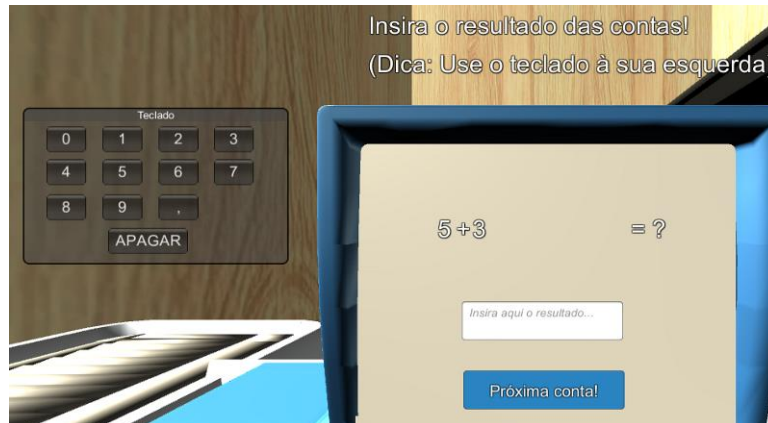 Insira o resultado das contas!
(Dica: Use o teclado à sua esquerda
Teclado
0 1 2 3
4 5 6 7
8 9 ,
APAGAR
5+3 = ?
Insira aqui o resultado...
Próxima conta!